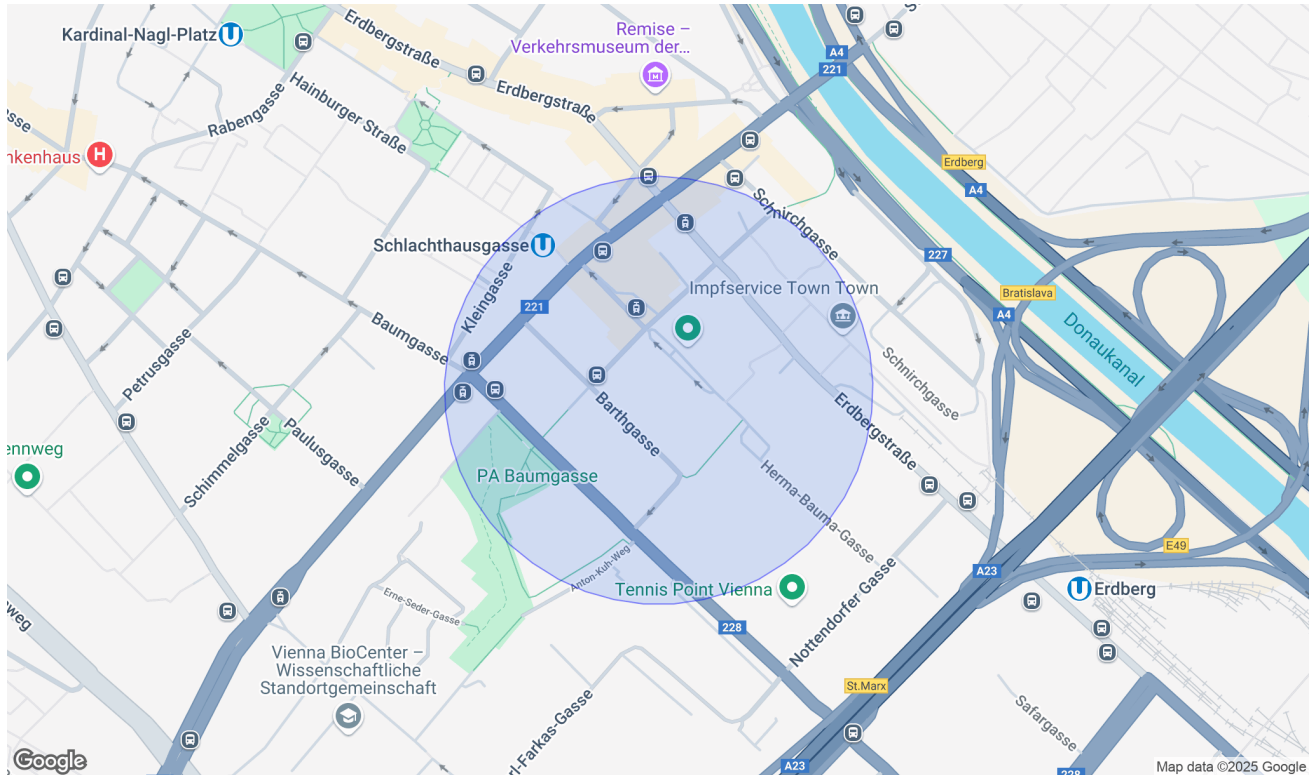 Kardinal-Nagl-Platz
Erdbergstraße
Remise –
Verkehrsmuseum der…
A4
221
Hainburger Straße
Erdbergstraße
Rabengasse
nkenhaus
H
Erdberg
A4
Schnirchgasse
Schlachthausgasse
227
Impfservice Town Town
Bratislava
A4
Kleingasse
221
Donaukanal
Baumgasse
Petrusgasse
Schnirchgasse
Barthgasse
Erdbergstraße
Schimmelgasse
Paulusgasse
ennweg
PA Baumgasse
Herma-Bauma-Gasse
E49
A23
Anton-Kuh-Weg
Tennis Point Vienna
Erdberg
Erne-Seder-Gasse
Nottendorfer Gasse
228
Vienna BioCenter –
Wissenschaftliche
Standortgemeinschaft
St.Marx
rl-Farkas-Gasse
Safargasse
A23
228
Google
Map data ©2025 Google